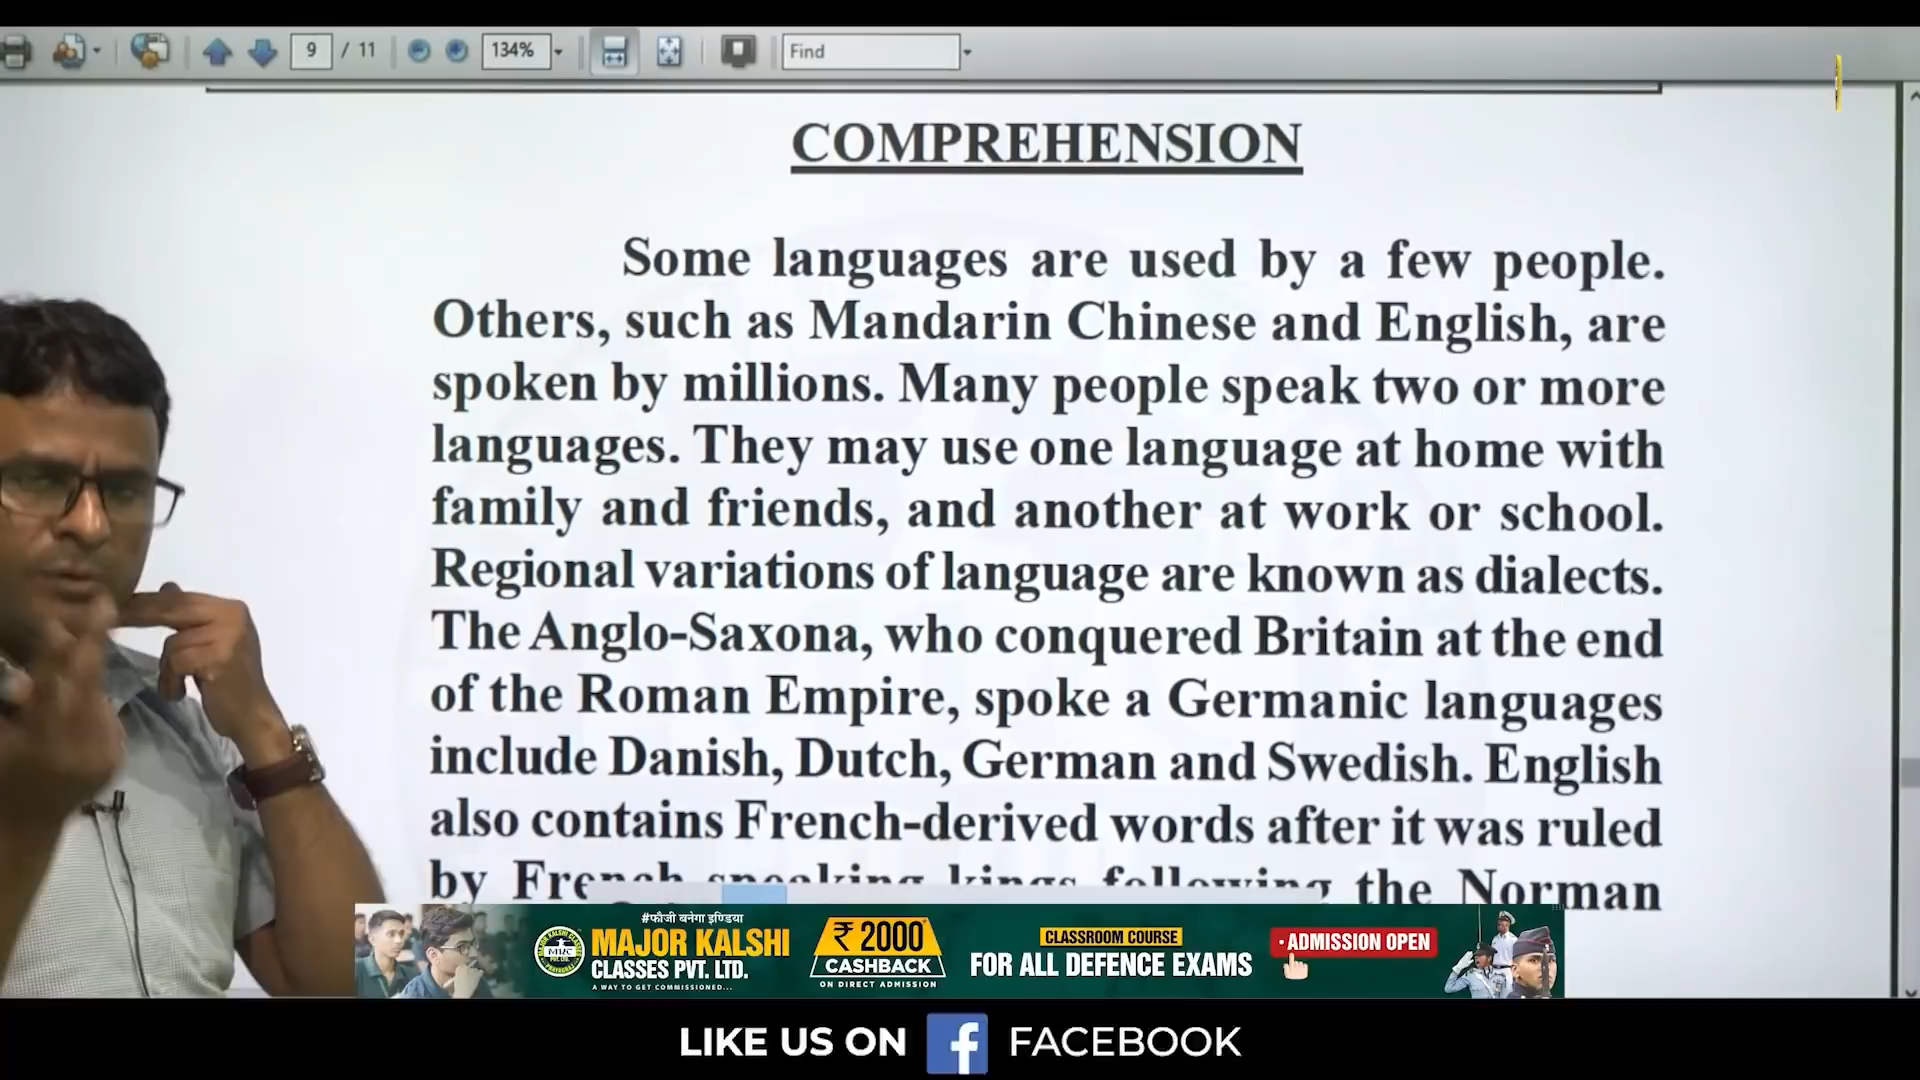 9 / 11
134%
Find
COMPREHENSION
Some languages are used by a few people.
Others, such as Mandarin Chinese and English, are
spoken by millions. Many people speak two or more
languages. They may use one language at home with
family and friends, and another at work or school.
Regional variations of language are known as dialects.
The Anglo-Saxona, who conquered Britain at the end
of the Roman Empire, spoke a Germanic languages
include Danish, Dutch, German and Swedish. English
also contains French-derived words after it was ruled
by French speaking kings following the Norman
#फौजी बनेगा इण्डिया
MAJOR KALSHI
CLASSES PVT. LTD.
A WAY TO GET COMMISSIONED...
₹ 2000
CASHBACK
ON DIRECT ADMISSION
CLASSROOM COURSE
FOR ALL DEFENCE EXAMS
• ADMISSION OPEN
LIKE US ON f FACEBOOK